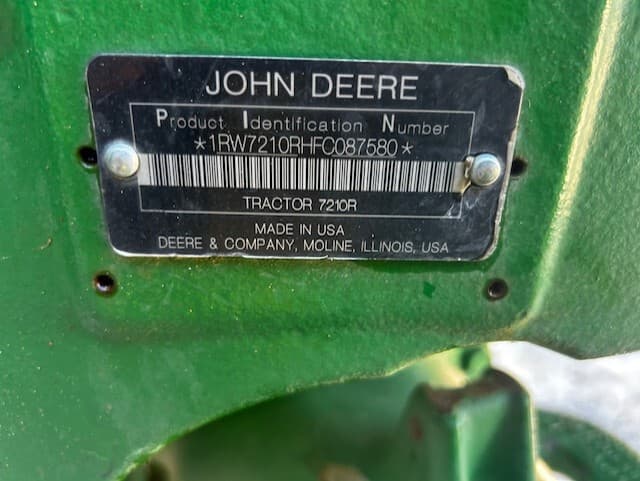 JOHN DEERE
Product Identification Number
*1RW7210RHFC087580*
TRACTOR 7210R
MADE IN USA
DEERE & COMPANY, MOLINE, ILLINOIS, USA